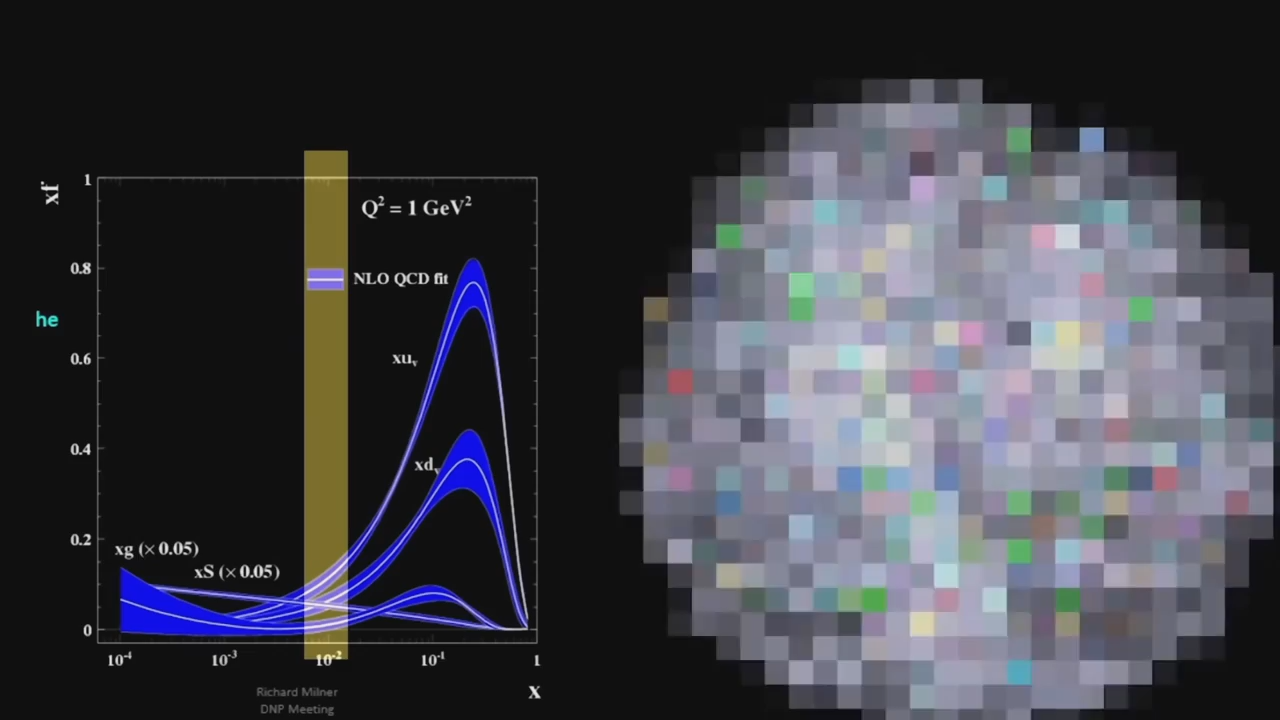 xf
1
Q² = 1 GeV²
0.8
NLO QCD fit
he
0.6
xuᵥ
0.4
xdᵥ
0.2
xg (×0.05)
xS (×0.05)
0
10⁻⁴ 10⁻³ 10⁻² 10⁻¹ 1
x
Richard Milner
DNP Meeting